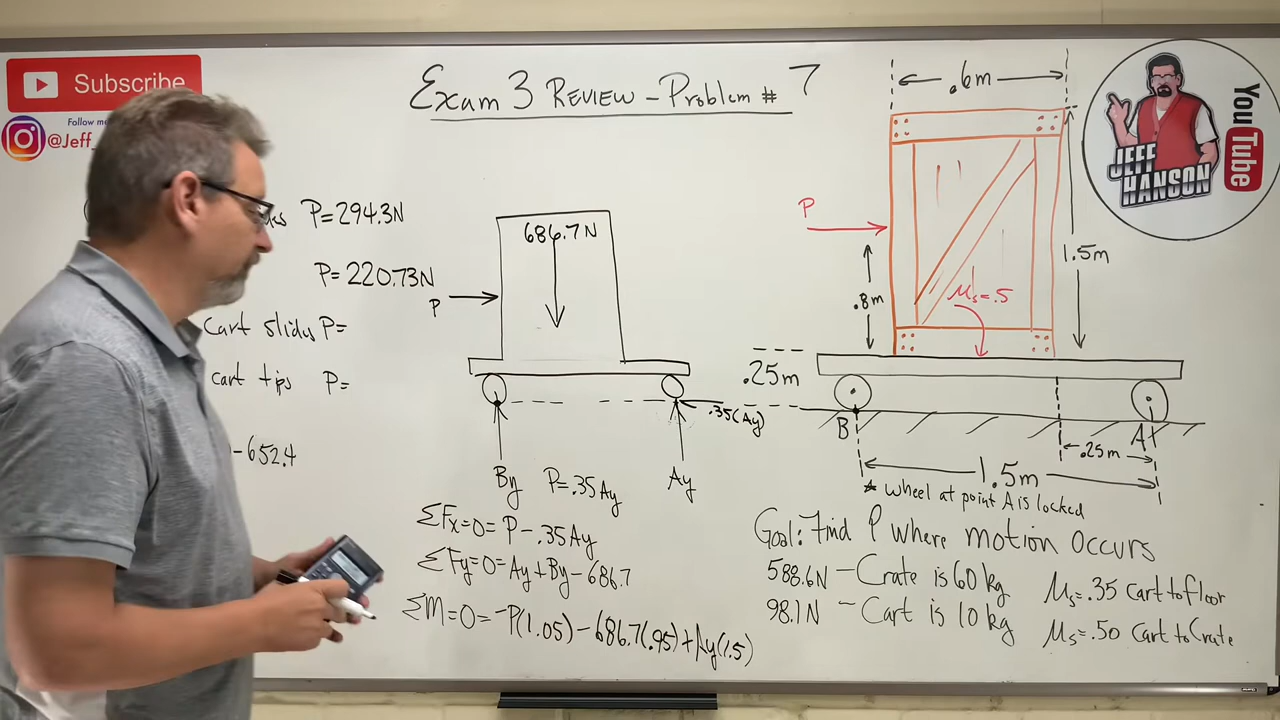 Subscribe
Follow me
@Jeff_
Exam 3 REVIEW - Problem # 7
P=294.3N
P=220.73N
cart slides P=
cart tips P=
-652.4
686.7N
P
.35(Ay)
By
P=.35Ay
Ay
ΣFx=0=P-.35Ay
ΣFy=0=Ay+By-686.7
ΣM=0=-P(1.05)-686.7(.95)+Ay(1.5)
.6m
P
.8m
μs=.5
1.5m
.25m
B
A
.25m
1.5m
* wheel at point A is locked
Goal: Find P where motion occurs
588.6N - Crate is 60 kg
98.1N - Cart is 10 kg
μs=.35 Cart to floor
μs=.50 Cart to Crate
JEFF
HANSON
YouTube